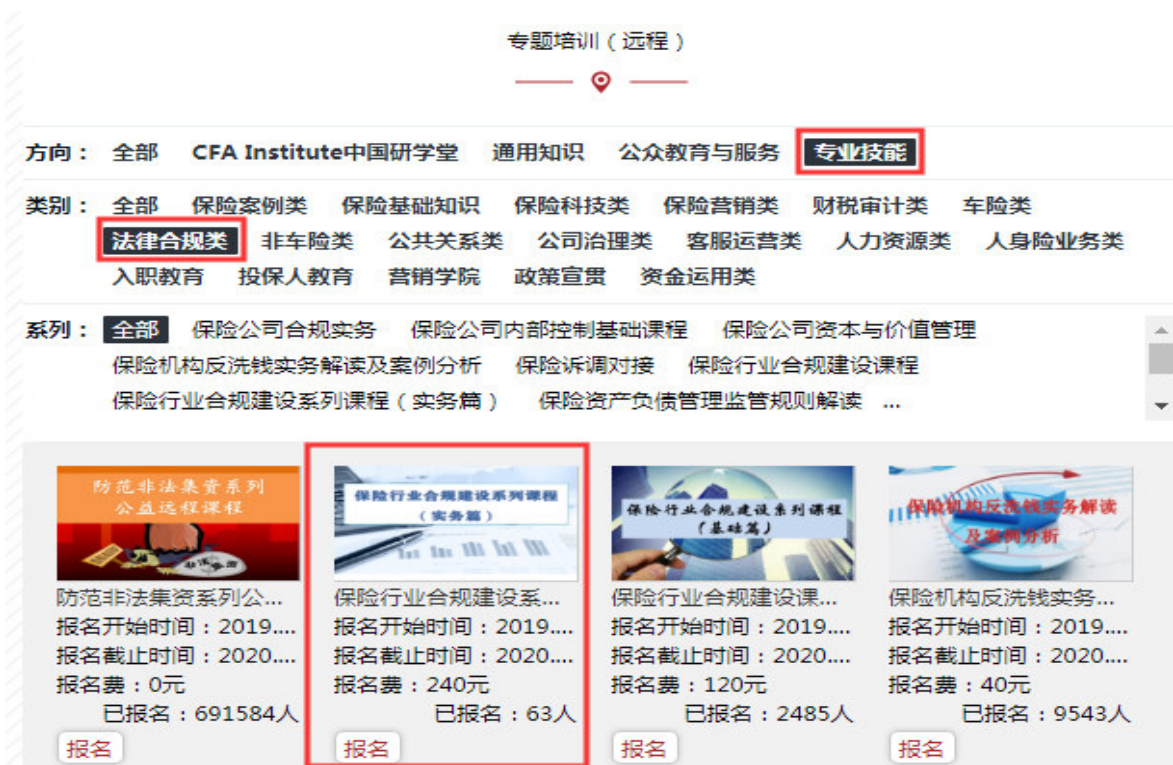 专题培训（远程）
方向： 全部 CFA Institute中国研学堂 通用知识 公众教育与服务 专业技能
类别： 全部 保险案例类 保险基础知识 保险科技类 保险营销类 财税审计类 车险类
法律合规类 非车险类 公共关系类 公司治理类 客服运营类 人力资源类 人身险业务类
入职教育 投保人教育 营销学院 政策宣贯 资金运用类
系列： 全部 保险公司合规实务 保险公司内部控制基础课程 保险公司资本与价值管理
保险机构反洗钱实务解读及案例分析 保险诉调对接 保险行业合规建设课程
保险行业合规建设系列课程（实务篇） 保险资产负债管理监管规则解读 ...
防范非法集资系列
公益远程课程
保险行业合规建设系列课程
（实务篇）
保险行业合规建设系列课程
（基础篇）
保险机构反洗钱实务解读
及案例分析
防范非法集资系列公... 保险行业合规建设系... 保险行业合规建设课... 保险机构反洗钱实务...
报名开始时间：2019.... 报名开始时间：2019.... 报名开始时间：2019.... 报名开始时间：2019....
报名截止时间：2020.... 报名截止时间：2020.... 报名截止时间：2020.... 报名截止时间：2020....
报名费：0元 报名费：240元 报名费：120元 报名费：40元
已报名：691584人 已报名：63人 已报名：2485人 已报名：9543人
报名 报名 报名 报名